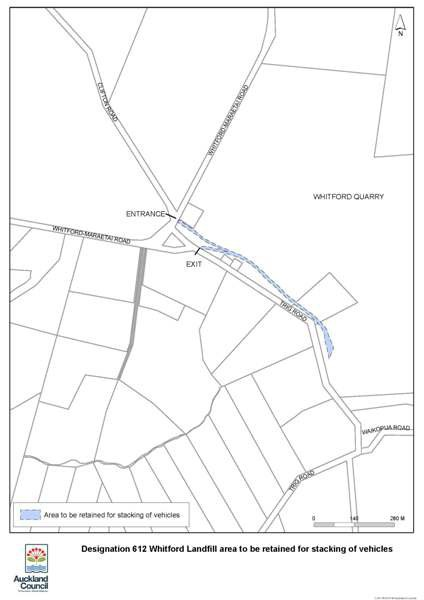 N
CLIFTON ROAD
WHITFORD-MARAETAI ROAD
WHITFORD QUARRY
ENTRANCE
WHITFORD-MARAETAI ROAD
EXIT
TRIG ROAD
WAIKOPUA ROAD
TRIG ROAD
Area to be retained for stacking of vehicles
0 140 280 M
Designation 612 Whitford Landfill area to be retained for stacking of vehicles
Auckland
Council